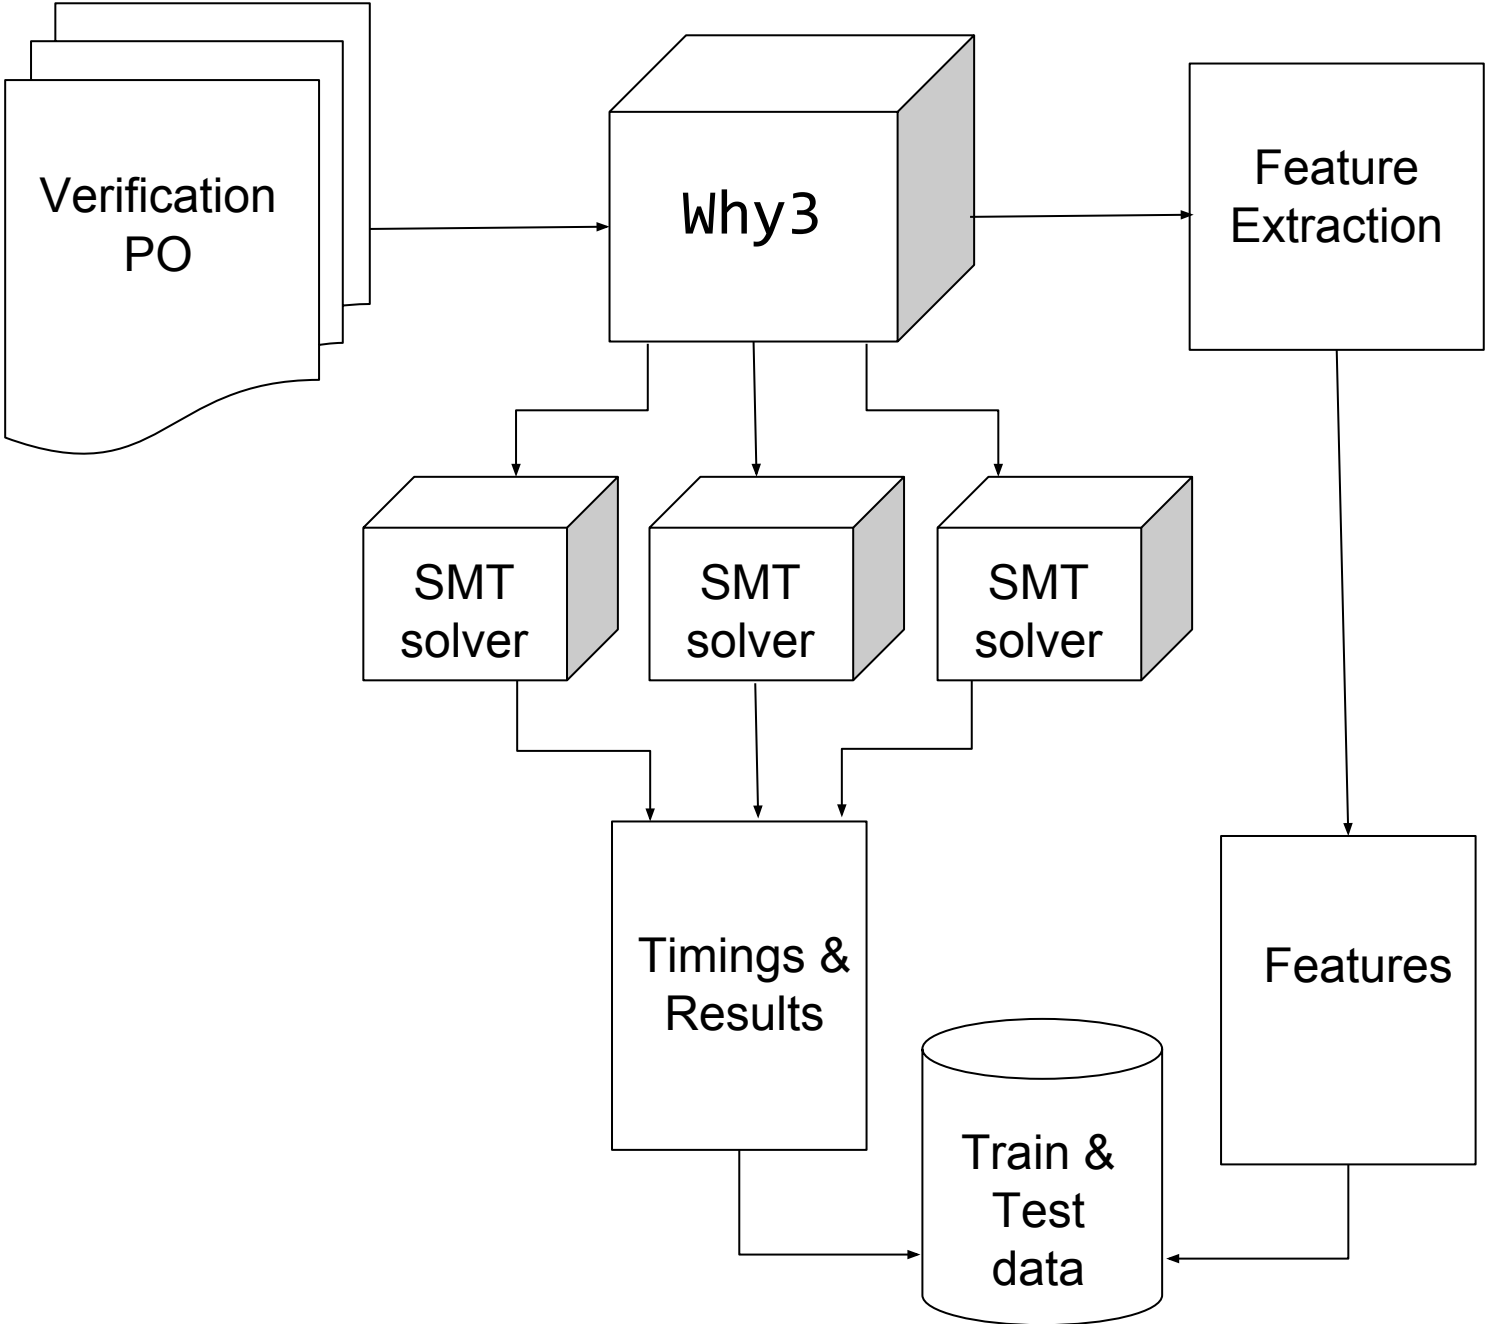 Verification
PO
Why3
Feature
Extraction
SMT
solver
SMT
solver
SMT
solver
Timings &
Results
Features
Train &
Test
data